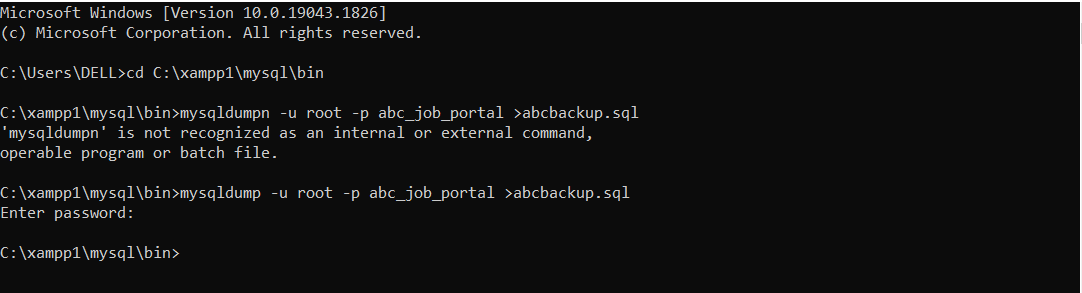 Microsoft Windows [Version 10.0.19043.1826]
(c) Microsoft Corporation. All rights reserved.
C:\Users\DELL>cd C:\xampp1\mysql\bin
C:\xampp1\mysql\bin>mysqldumpn -u root -p abc_job_portal >abcbackup.sql
'mysqldumpn' is not recognized as an internal or external command,
operable program or batch file.
C:\xampp1\mysql\bin>mysqldump -u root -p abc_job_portal >abcbackup.sql
Enter password:
C:\xampp1\mysql\bin>